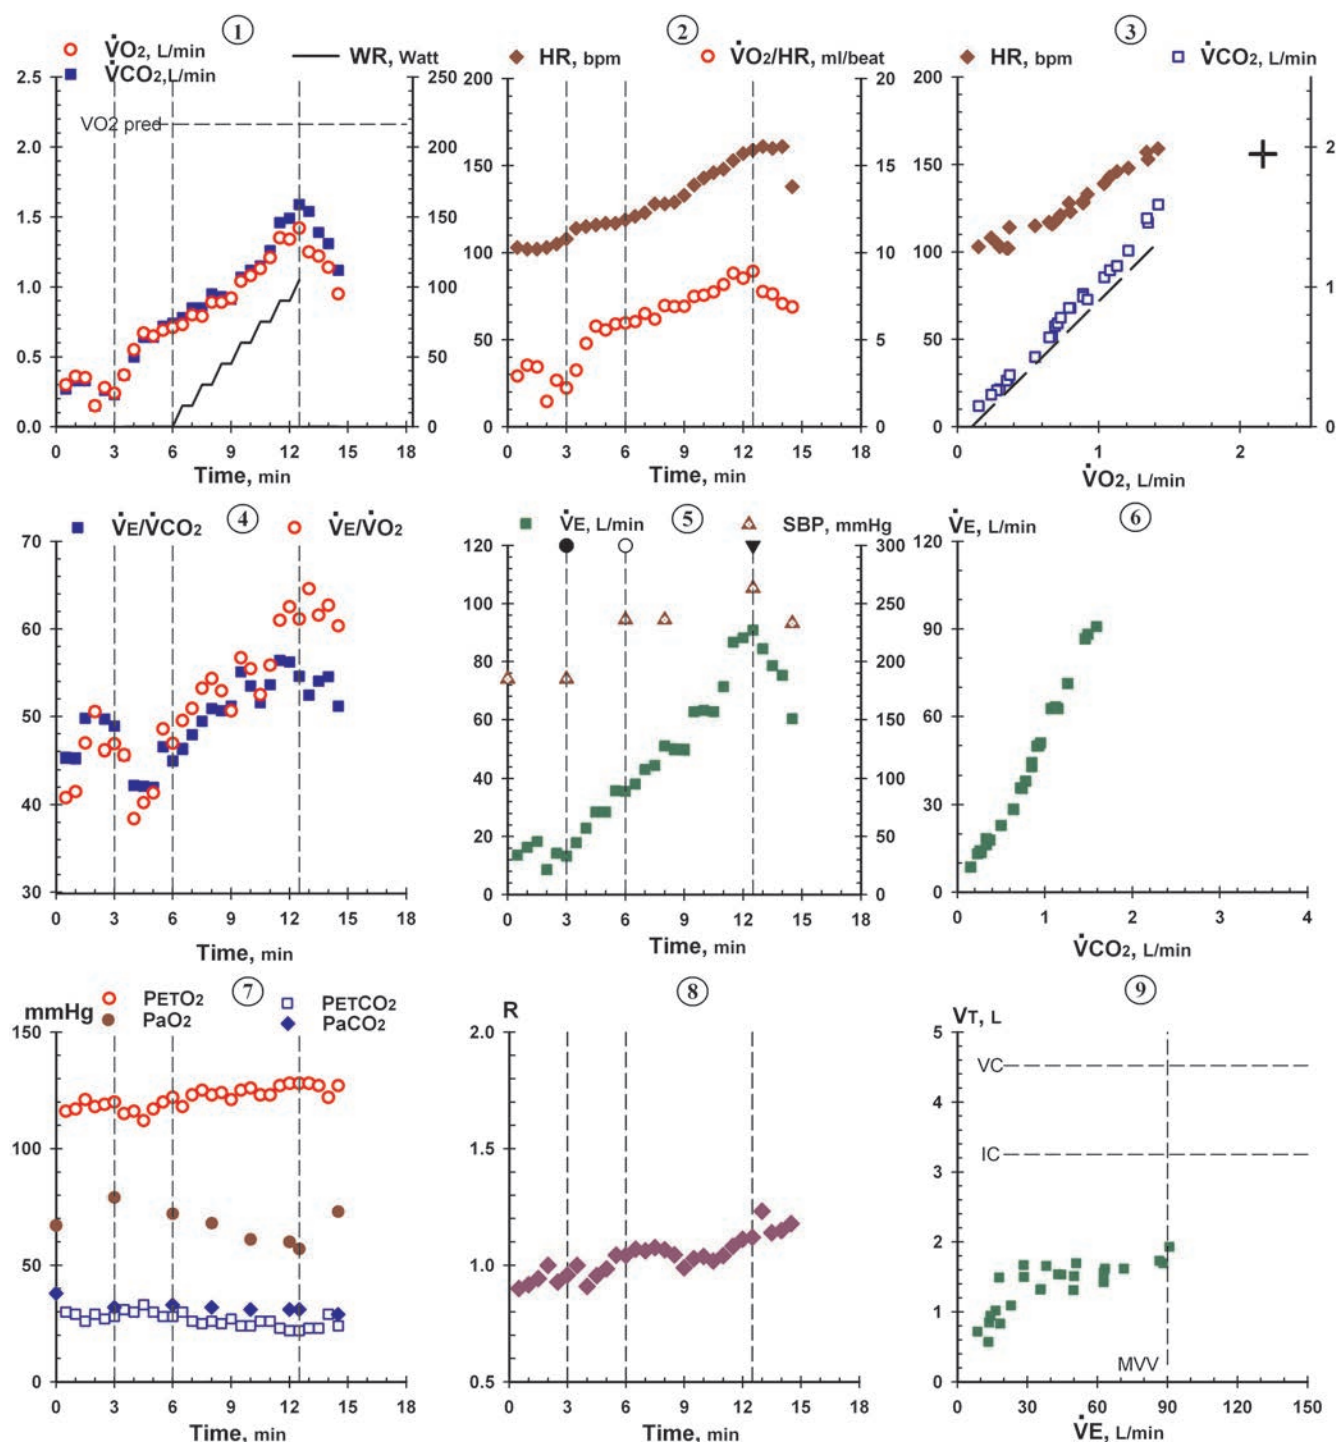 1
V̇O₂, L/min
V̇CO₂, L/min
WR, Watt
2.5
2.0
1.5
1.0
0.5
0.0
250
200
150
100
50
0
VO2 pred
0 3 6 9 12 15 18
Time, min
2
HR, bpm
V̇O₂/HR, ml/beat
200
150
100
50
0
20
15
10
5
0
0 3 6 9 12 15 18
Time, min
3
HR, bpm
V̇CO₂, L/min
200
150
100
50
0
2
1
0
0 1 2
V̇O₂, L/min
4
V̇E/V̇CO₂
V̇E/V̇O₂
70
60
50
40
30
0 3 6 9 12 15 18
Time, min
5
V̇E, L/min
SBP, mmHg
120
100
80
60
40
20
0
300
250
200
150
100
50
0
0 3 6 9 12 15 18
Time, min
6
V̇E, L/min
120
90
60
30
0
0 1 2 3 4
V̇CO₂, L/min
7
mmHg
PETO₂
PaO₂
PETCO₂
PaCO₂
150
100
50
0
0 3 6 9 12 15 18
Time, min
8
R
2.0
1.5
1.0
0.5
0 3 6 9 12 15 18
Time, min
9
VT, L
5
4
3
2
1
0
VC
IC
MVV
0 30 60 90 120 150
V̇E, L/min